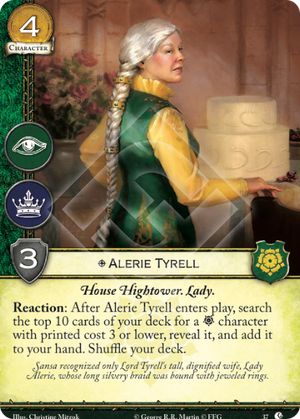 4
CHARACTER
3
ALERIE TYRELL
House Hightower. Lady.
Reaction: After Alerie Tyrell enters play, search
the top 10 cards of your deck for a character
with printed cost 3 or lower, reveal it, and add it
to your hand. Shuffle your deck.
Sansa recognized only Lord Tyrell's tall, dignified wife, Lady
Alerie, whose long silvery braid was bound with jeweled rings.
Illus. Christine Mitzuk
© George R.R. Martin © FFG
37